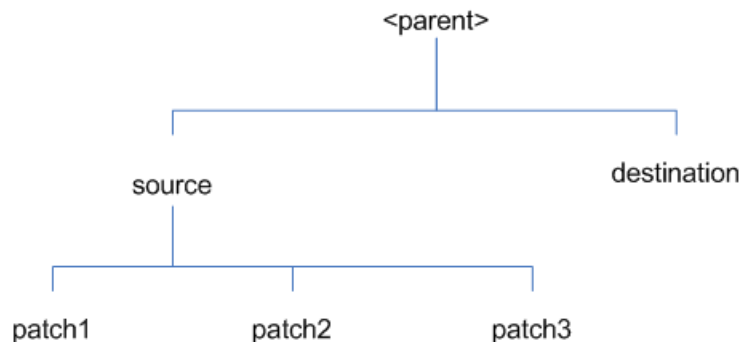 <parent>
source
destination
patch1
patch2
patch3